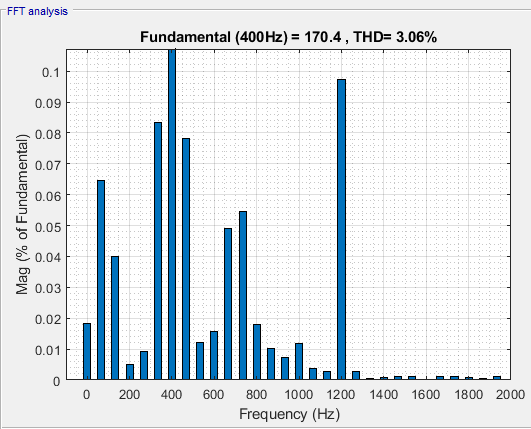 FFT analysis
Fundamental (400Hz) = 170.4 , THD= 3.06%
0.1
0.09
0.08
0.07
0.06
0.05
0.04
0.03
0.02
0.01
0
Mag (% of Fundamental)
0 200 400 600 800 1000 1200 1400 1600 1800 2000
Frequency (Hz)